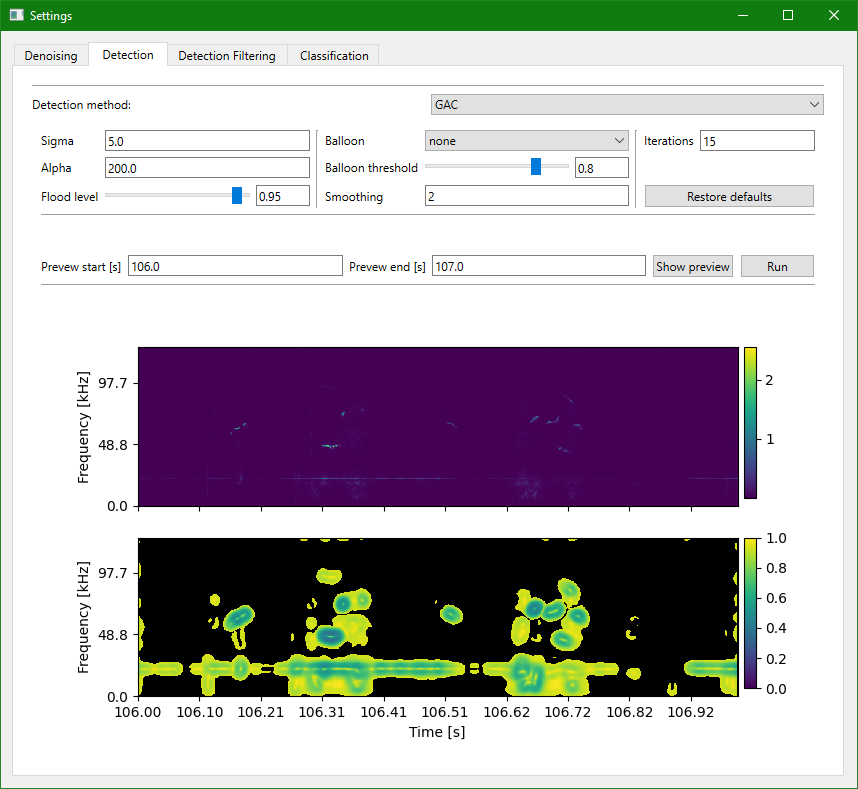 Settings
Denoising Detection Detection Filtering Classification
Detection method: GAC
Sigma 5.0 Balloon none Iterations 15
Alpha 200.0 Balloon threshold 0.8
Flood level 0.95 Smoothing 2 Restore defaults
Prevew start [s] 106.0 Prevew end [s] 107.0 Show preview Run
Frequency [kHz]
97.7
48.8
0.0
2
1
Frequency [kHz]
97.7
48.8
0.0
1.0
0.8
0.6
0.4
0.2
0.0
106.00 106.10 106.21 106.31 106.41 106.51 106.62 106.72 106.82 106.92
Time [s]